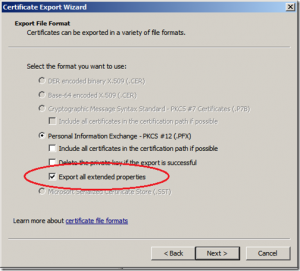 Certificate Export Wizard
Export File Format
Certificates can be exported in a variety of file formats.
Select the format you want to use:
DER encoded binary X.509 (.CER)
Base-64 encoded X.509 (.CER)
Cryptographic Message Syntax Standard - PKCS #7 Certificates (.P7B)
Include all certificates in the certification path if possible
Personal Information Exchange - PKCS #12 (.PFX)
Include all certificates in the certification path if possible
Delete the private key if the export is successful
Export all extended properties
Microsoft Serialized Certificate Store (.SST)
Learn more about certificate file formats
< Back
Next >
Cancel